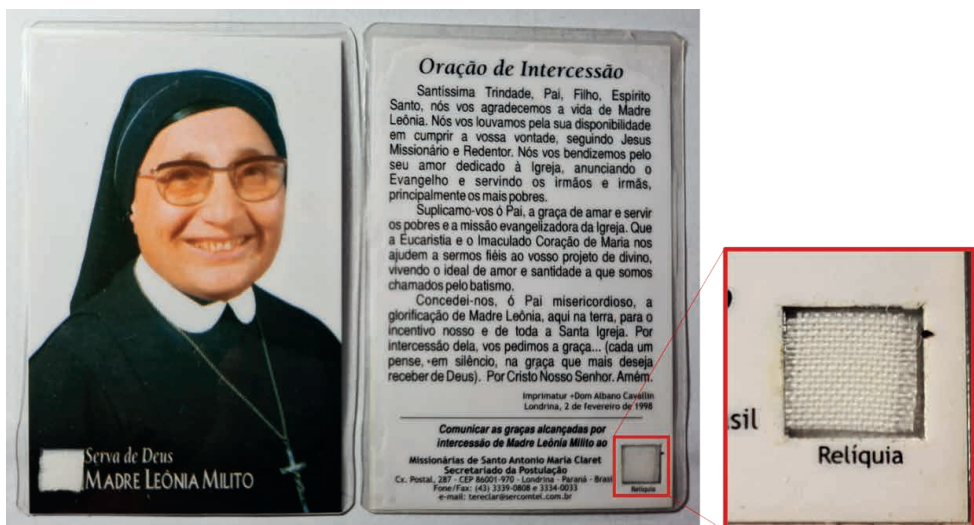 Serva de Deus
MADRE LEÔNIA MILITO
Oração de Intercessão
Santíssima Trindade, Pai, Filho, Espírito
Santo, nós vos agradecemos a vida de Madre
Leônia. Nós vos louvamos pela sua disponibilidade
em cumprir a vossa vontade, seguindo Jesus
Missionário e Redentor. Nós vos bendizemos pelo
seu amor dedicado à Igreja, anunciando o
Evangelho e servindo os irmãos e irmãs,
principalmente os mais pobres.
Suplicamo-vos ó Pai, a graça de amar e servir
os pobres e a missão evangelizadora da Igreja. Que
a Eucaristia e o Imaculado Coração de Maria nos
ajudem a sermos fiéis ao vosso projeto de divino,
vivendo o ideal de amor e santidade a que somos
chamados pelo batismo.
Concedei-nos, ó Pai misericordioso, a
glorificação de Madre Leônia, aqui na terra, para o
incentivo nosso e de toda a Santa Igreja. Por
intercessão dela, vos pedimos a graça... (cada um
pense, em silêncio, na graça que mais deseja
receber de Deus). Por Cristo Nosso Senhor. Amém.
Imprimatur +Dom Albano Cavallin
Londrina, 2 de fevereiro de 1998
Comunicar as graças alcançadas por
intercessão de Madre Leônia Milito ao
Missionárias de Santo Antonio Maria Claret
Secretariado da Postulação
Cx. Postal, 287 - CEP 86001-970 - Londrina - Paraná - Brasil
Fone/Fax: (43) 3339-0808 e 3334-0033
e-mail: tereclar@sercomtel.com.br
Relíquia
sil
Relíquia